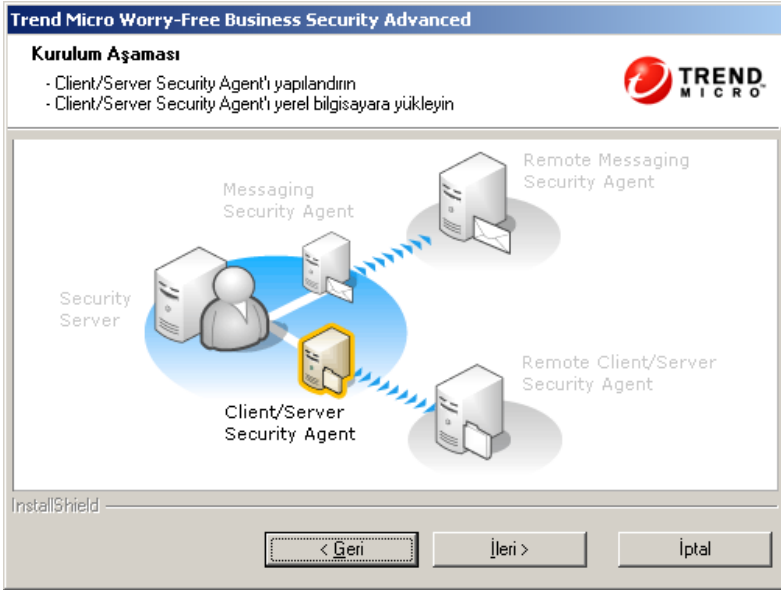 Trend Micro Worry-Free Business Security Advanced
Kurulum Aşaması
- Client/Server Security Agent'ı yapılandırın
- Client/Server Security Agent'ı yerel bilgisayara yükleyin
TREND
MICRO
Remote Messaging
Security Agent
Messaging
Security Agent
Security
Server
Remote Client/Server
Security Agent
Client/Server
Security Agent
InstallShield
< Geri
İleri >
İptal